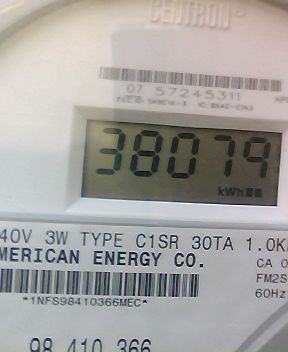 CENTRON
07 57245311
38079
kWh
40V 3W TYPE C1SR 30TA 1.0K
MERICAN ENERGY CO.
CA 0
FM2S
60Hz
*1NFS98410366MEC*
98 410 366